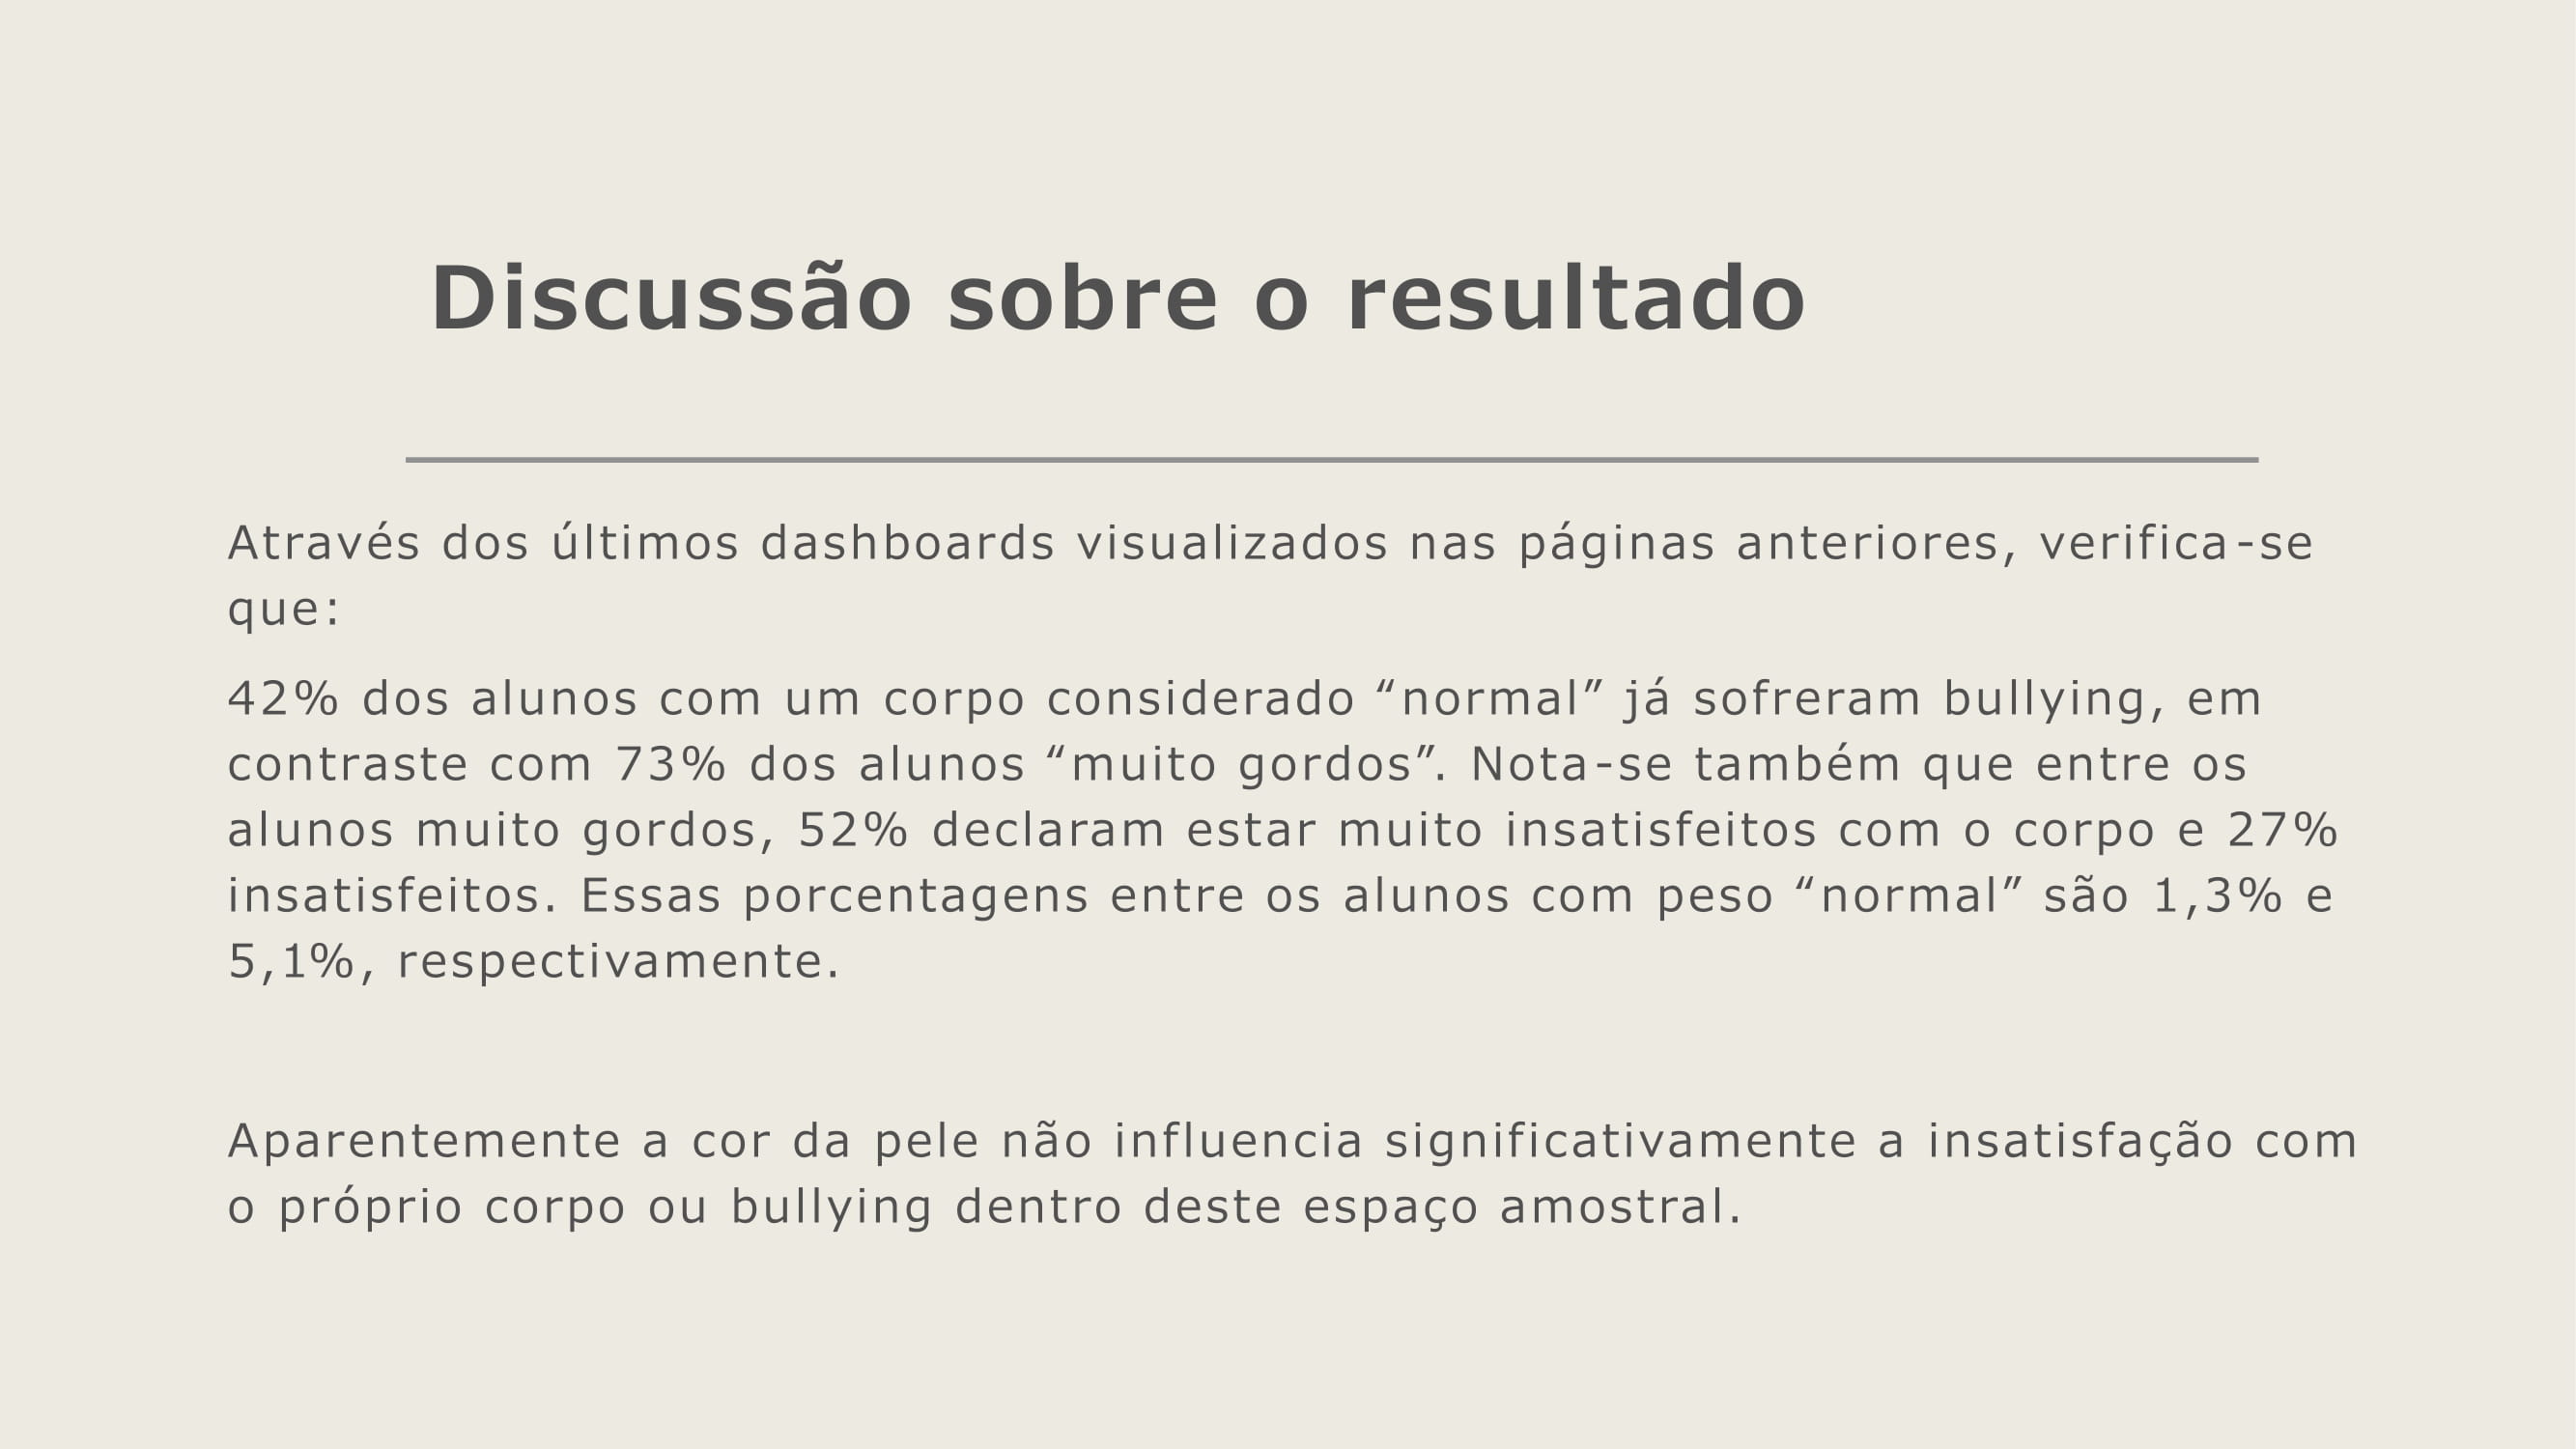 Discussão sobre o resultado
Através dos últimos dashboards visualizados nas páginas anteriores, verifica-se
que:
42% dos alunos com um corpo considerado “normal” já sofreram bullying, em
contraste com 73% dos alunos “muito gordos”. Nota-se também que entre os
alunos muito gordos, 52% declaram estar muito insatisfeitos com o corpo e 27%
insatisfeitos. Essas porcentagens entre os alunos com peso “normal” são 1,3% e
5,1%, respectivamente.
Aparentemente a cor da pele não influencia significativamente a insatisfação com
o próprio corpo ou bullying dentro deste espaço amostral.